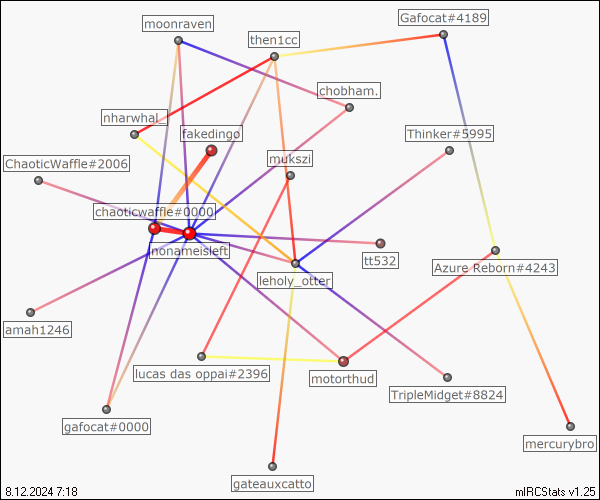 Gafocat#4189
moonraven
then1cc
chobham.
nharwhal_
fakedingo
Thinker#5995
mukszi
ChaoticWaffle#2006
chaoticwaffle#0000
nonameisleft
tt532
Azure Reborn#4243
leholy_otter
amah1246
lucas das oppai#2396
motorthud
TripleMidget#8824
gafocat#0000
mercurybro
gateauxcatto
8.12.2024 7:18
mIRCStats v1.25